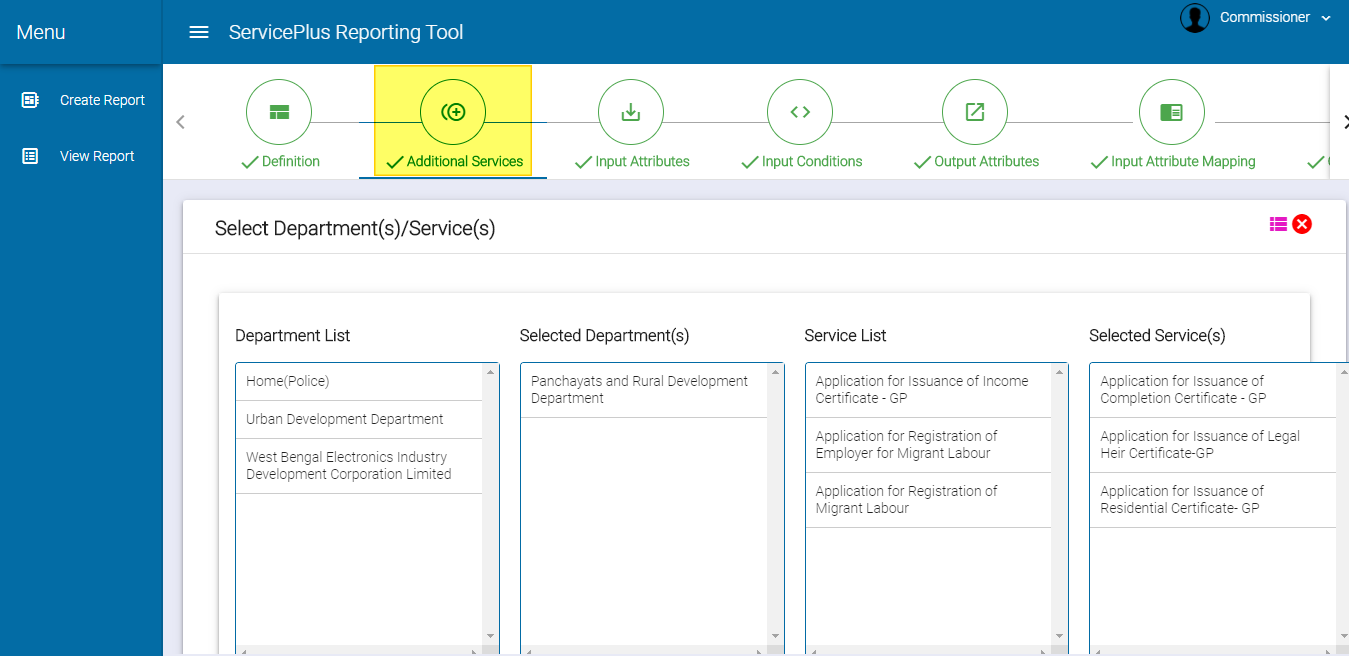 Menu
ServicePlus Reporting Tool
Commissioner
Create Report
View Report
Definition
Additional Services
Input Attributes
Input Conditions
Output Attributes
Input Attribute Mapping
Select Department(s)/Service(s)
Department List
Home(Police)
Urban Development Department
West Bengal Electronics Industry
Development Corporation Limited
Selected Department(s)
Panchayats and Rural Development
Department
Service List
Application for Issuance of Income
Certificate - GP
Application for Registration of
Employer for Migrant Labour
Application for Registration of
Migrant Labour
Selected Service(s)
Application for Issuance of
Completion Certificate - GP
Application for Issuance of Legal
Heir Certificate-GP
Application for Issuance of
Residential Certificate- GP